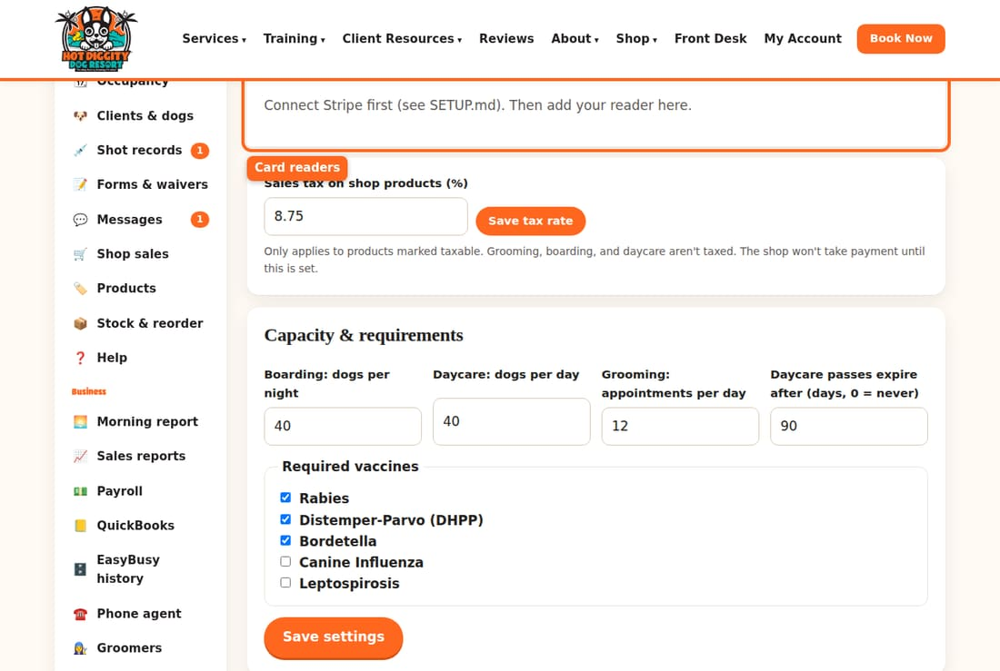 HOT DIGGITY
DOG RESORT
Services ▾
Training ▾
Client Resources ▾
Reviews
About ▾
Shop ▾
Front Desk
My Account
Book Now
Occupancy
Clients & dogs
Shot records 1
Forms & waivers
Messages 1
Shop sales
Products
Stock & reorder
Help
Business
Morning report
Sales reports
Payroll
QuickBooks
EasyBusy
history
Phone agent
Groomers
Connect Stripe first (see SETUP.md). Then add your reader here.
Card readers
Sales tax on shop products (%)
8.75
Save tax rate
Only applies to products marked taxable. Grooming, boarding, and daycare aren't taxed. The shop won't take payment until
this is set.
Capacity & requirements
Boarding: dogs per
night
40
Daycare: dogs per day
40
Grooming:
appointments per day
12
Daycare passes expire
after (days, 0 = never)
90
Required vaccines
Rabies
Distemper-Parvo (DHPP)
Bordetella
Canine Influenza
Leptospirosis
Save settings